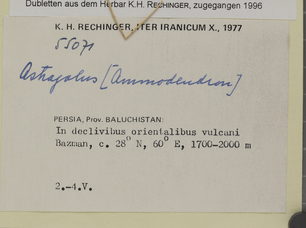 Dubletten aus dem Herbar K.H. RECHINGER, zugegangen 1996
K. H. RECHINGER, ITER IRANICUM X., 1977
55071
Astragalus [Ammodendron]
PERSIA, Prov. BALUCHISTAN:
In declivibus orientalibus vulcani
Bazman, c. 28° N, 60° E, 1700-2000 m
2.-4.V.